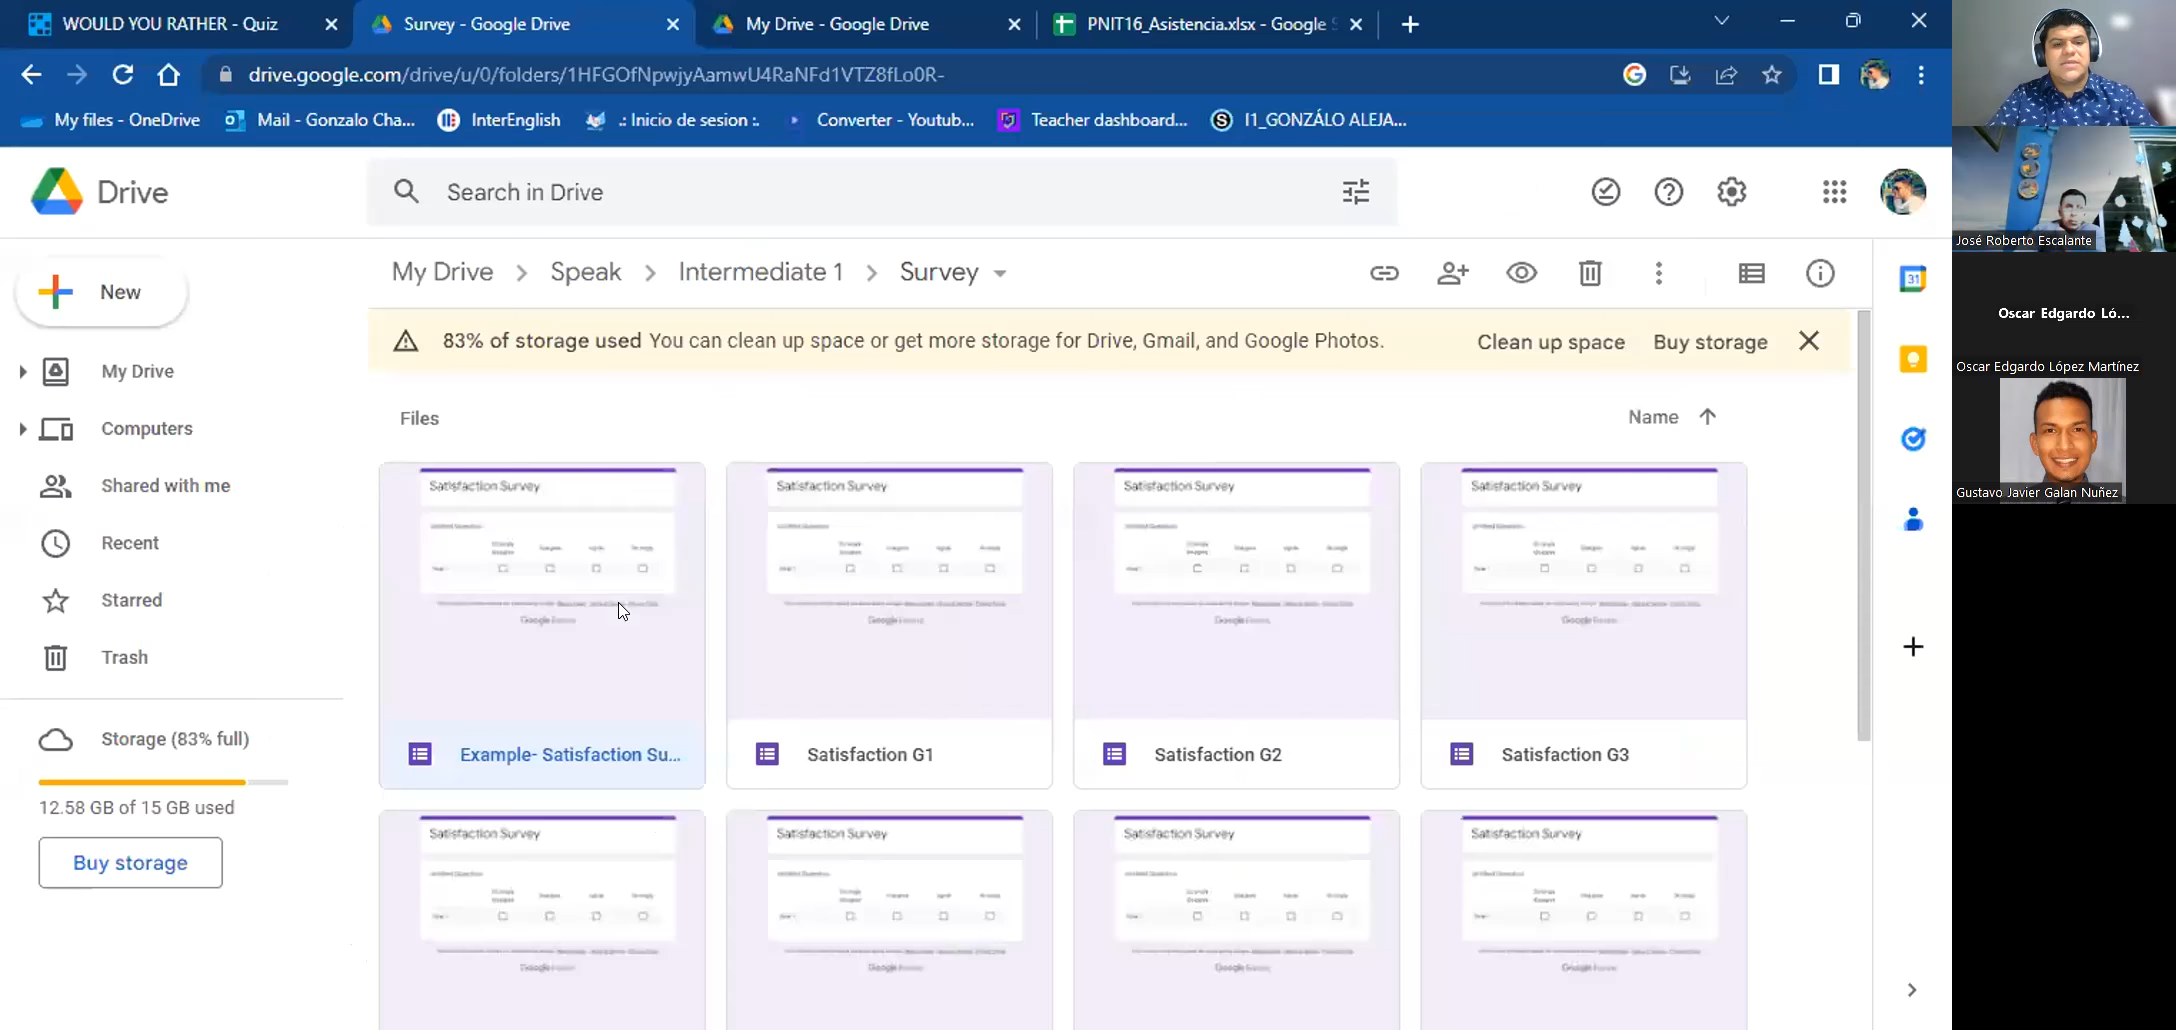 WOULD YOU RATHER - Quiz
Survey - Google Drive
My Drive - Google Drive
PNIT16_Asistencia.xlsx - Google S
drive.google.com/drive/u/0/folders/1HFGOfNpwjyAamwU4RaNFd1VTZ8fLo0R-
My files - OneDrive
Mail - Gonzalo Cha...
InterEnglish
.: Inicio de sesion :.
Converter - Youtub...
Teacher dashboard...
I1_GONZÁLO ALEJA...
Drive
Search in Drive
New
My Drive
Computers
Shared with me
Recent
Starred
Trash
Storage (83% full)
12.58 GB of 15 GB used
Buy storage
My Drive > Speak > Intermediate 1 > Survey
83% of storage used You can clean up space or get more storage for Drive, Gmail, and Google Photos.
Clean up space
Buy storage
Files
Name
Satisfaction Survey
Satisfaction Survey
Satisfaction Survey
Satisfaction Survey
Example- Satisfaction Su...
Satisfaction G1
Satisfaction G2
Satisfaction G3
Satisfaction Survey
Satisfaction Survey
Satisfaction Survey
Satisfaction Survey
31
José Roberto Escalante
Oscar Edgardo Ló...
Oscar Edgardo López Martínez
Gustavo Javier Galan Nuñez